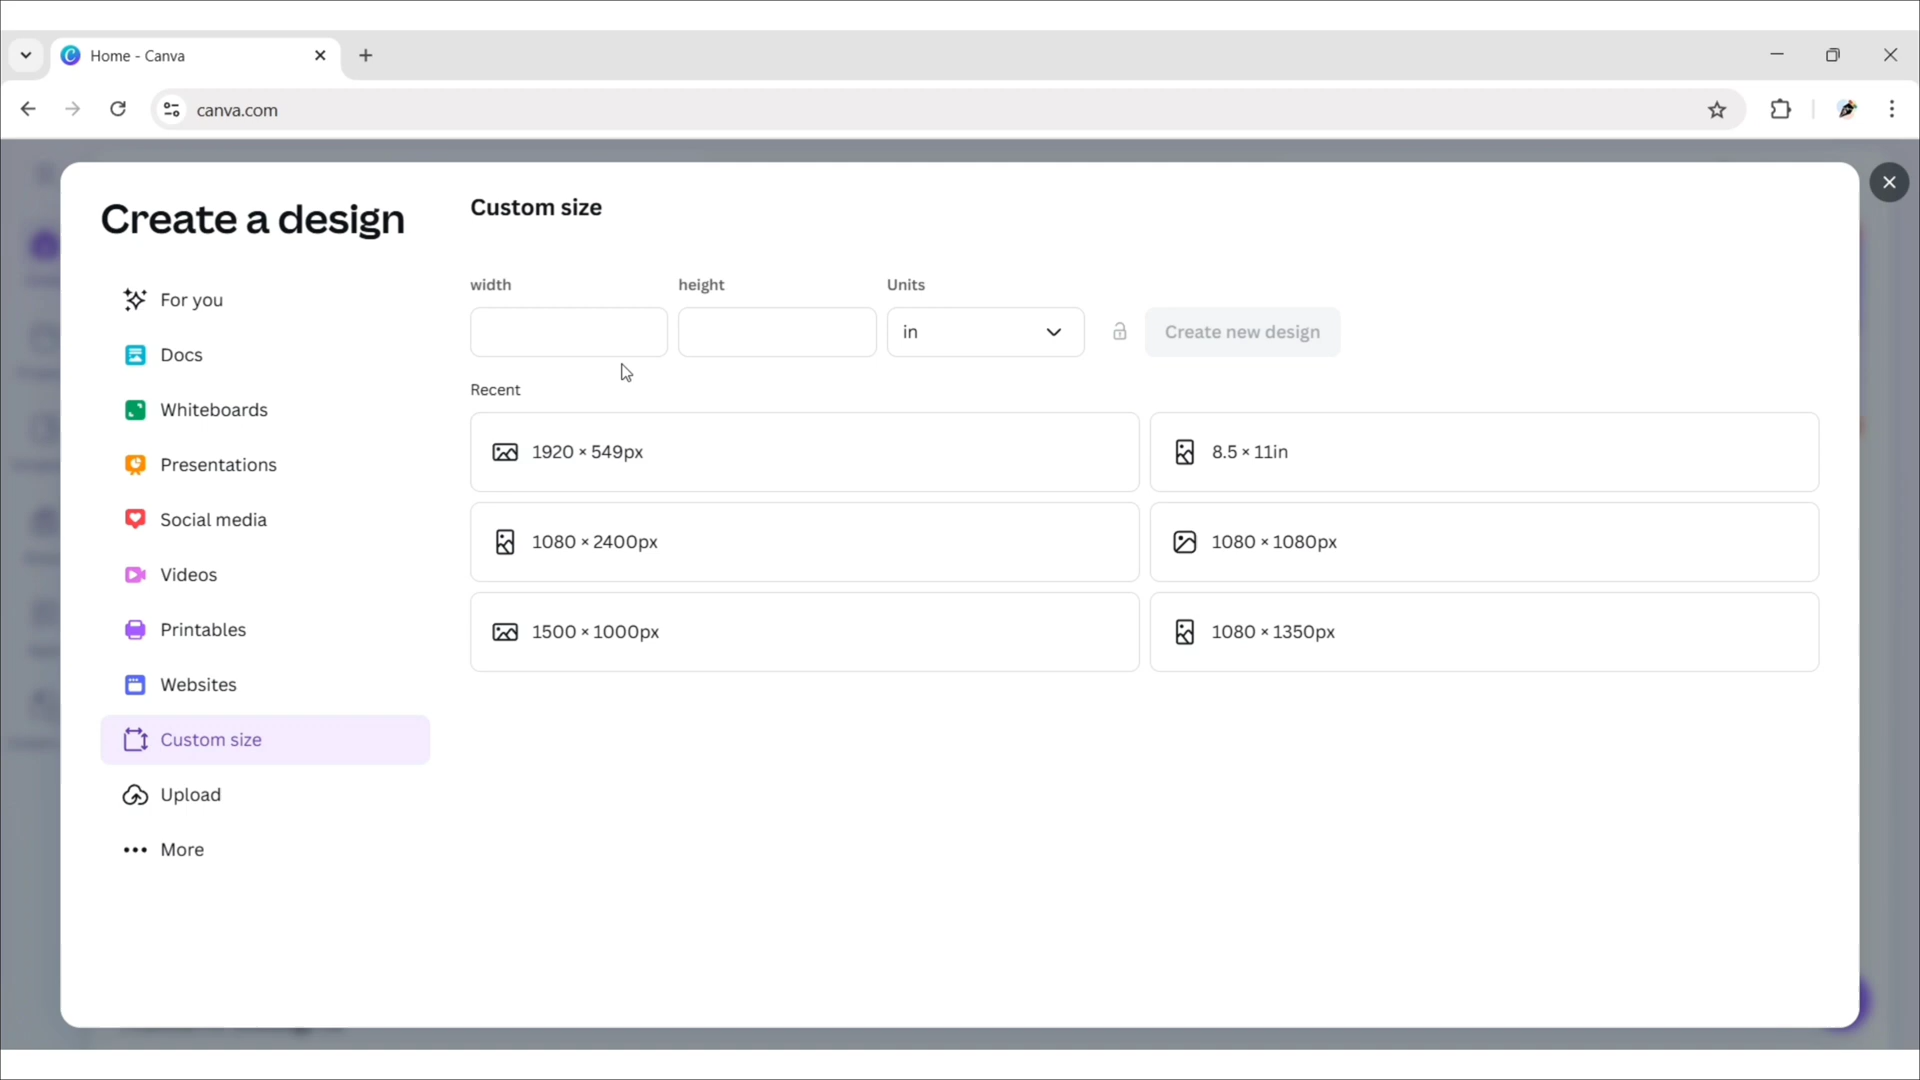 Home - Canva
canva.com
Create a design
For you
Docs
Whiteboards
Presentations
Social media
Videos
Printables
Websites
Custom size
Upload
More
Custom size
width height Units
in Create new design
Recent
1920 × 549px 8.5 × 11in
1080 × 2400px 1080 × 1080px
1500 × 1000px 1080 × 1350px